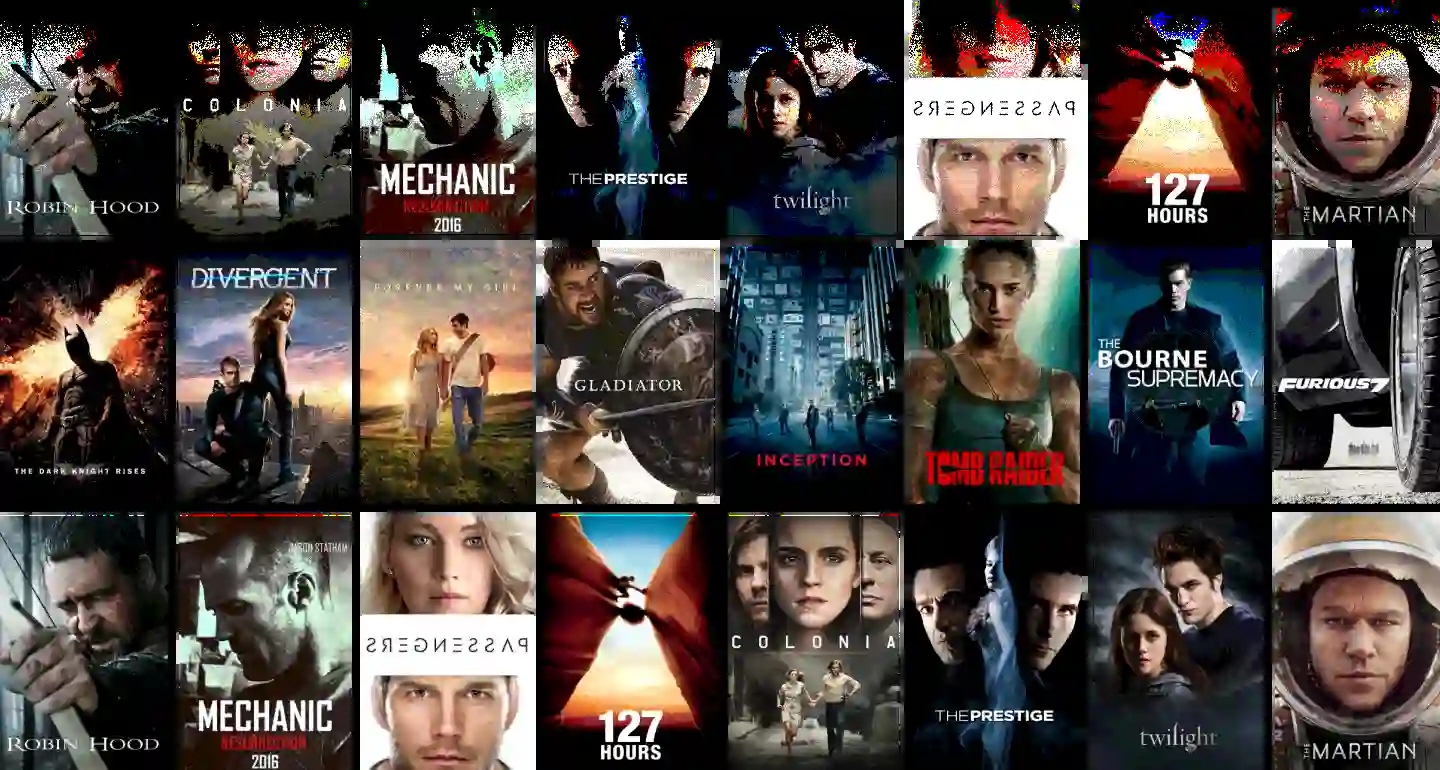 ROBIN HOOD
COLONIA
MECHANIC
RESURRECTION
2016
THE PRESTIGE
twilight
PASSENGERS
127
HOURS
THE MARTIAN
THE DARK KNIGHT RISES
DIVERGENT
FOREVER MY GIRL
GLADIATOR
INCEPTION
TOMB RAIDER
THE
BOURNE
SUPREMACY
FURIOUS 7
ROBIN HOOD
JASON STATHAM
MECHANIC
RESURRECTION
2016
PASSENGERS
127
HOURS
COLONIA
THE PRESTIGE
twilight
THE MARTIAN